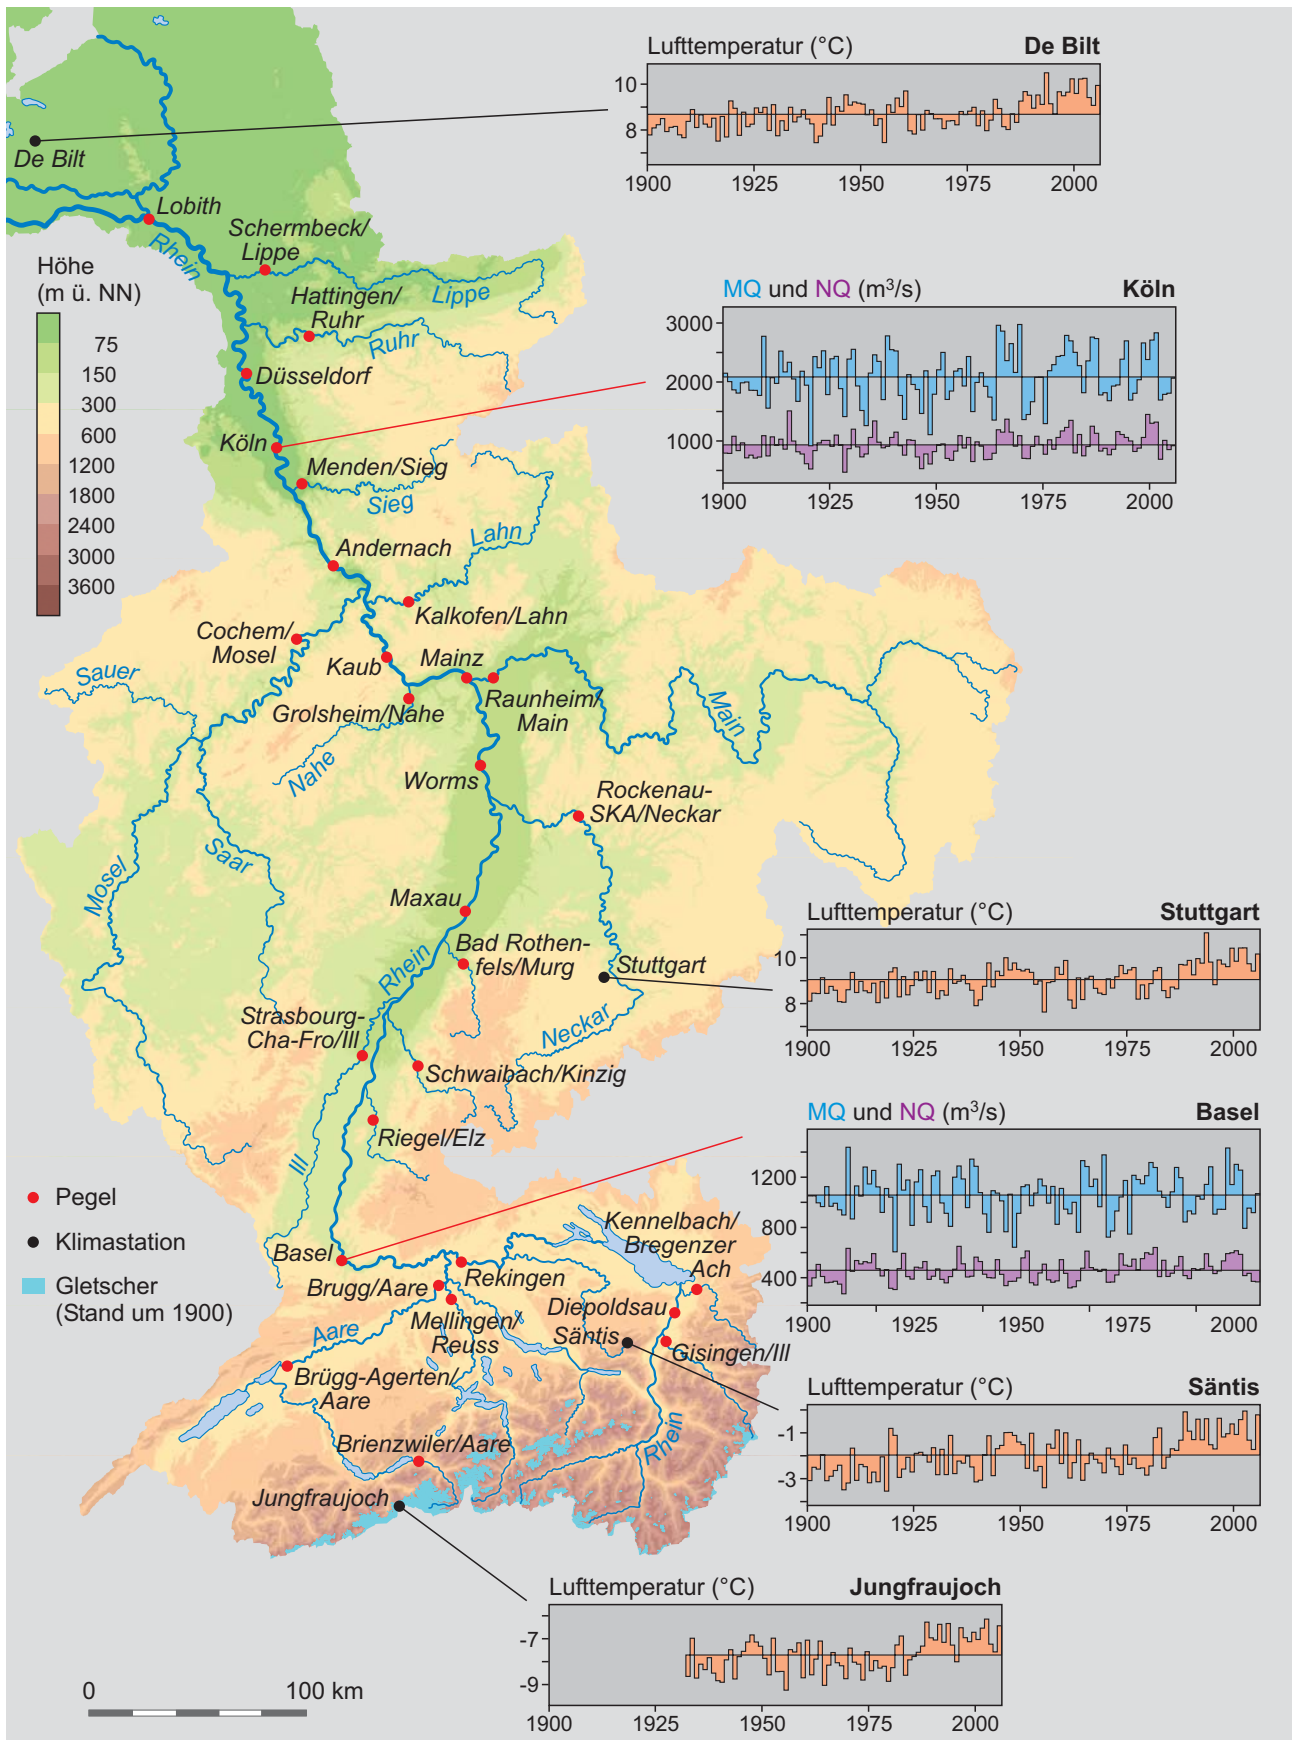 Lufttemperatur (°C) De Bilt
10
8
1900 1925 1950 1975 2000
De Bilt
Lobith
Rhein
Schermbeck/
Lippe
Lippe
Höhe
(m ü. NN)
75
150
300
600
1200
1800
2400
3000
3600
Hattingen/
Ruhr
Ruhr
MQ und NQ (m³/s) Köln
3000
2000
1000
1900 1925 1950 1975 2000
Düsseldorf
Köln
Menden/Sieg
Sieg
Lahn
Andernach
Kalkofen/Lahn
Cochem/
Mosel
Sauer
Kaub
Mainz
Raunheim/
Main
Main
Grolsheim/Nahe
Nahe
Worms
Rockenau-
SKA/Neckar
Mosel
Saar
Maxau
Bad Rothen-
fels/Murg
Rhein
Stuttgart
Lufttemperatur (°C) Stuttgart
10
8
1900 1925 1950 1975 2000
Strasbourg-
Cha-Fro/Ill
Neckar
Schwaibach/Kinzig
Riegel/Elz
Ill
MQ und NQ (m³/s) Basel
1200
800
400
1900 1925 1950 1975 2000
Pegel
Klimastation
Gletscher
(Stand um 1900)
Basel
Kennelbach/
Bregenzer
Ach
Rekingen
Brugg/Aare
Mellingen/
Reuss
Diepoldsau
Säntis
Gisingen/Ill
Aare
Brügg-Agerten/
Aare
Lufttemperatur (°C) Säntis
-1
-3
1900 1925 1950 1975 2000
Brienzwiler/Aare
Rhein
Jungfraujoch
Lufttemperatur (°C) Jungfraujoch
-7
-9
1900 1925 1950 1975 2000
0 100 km